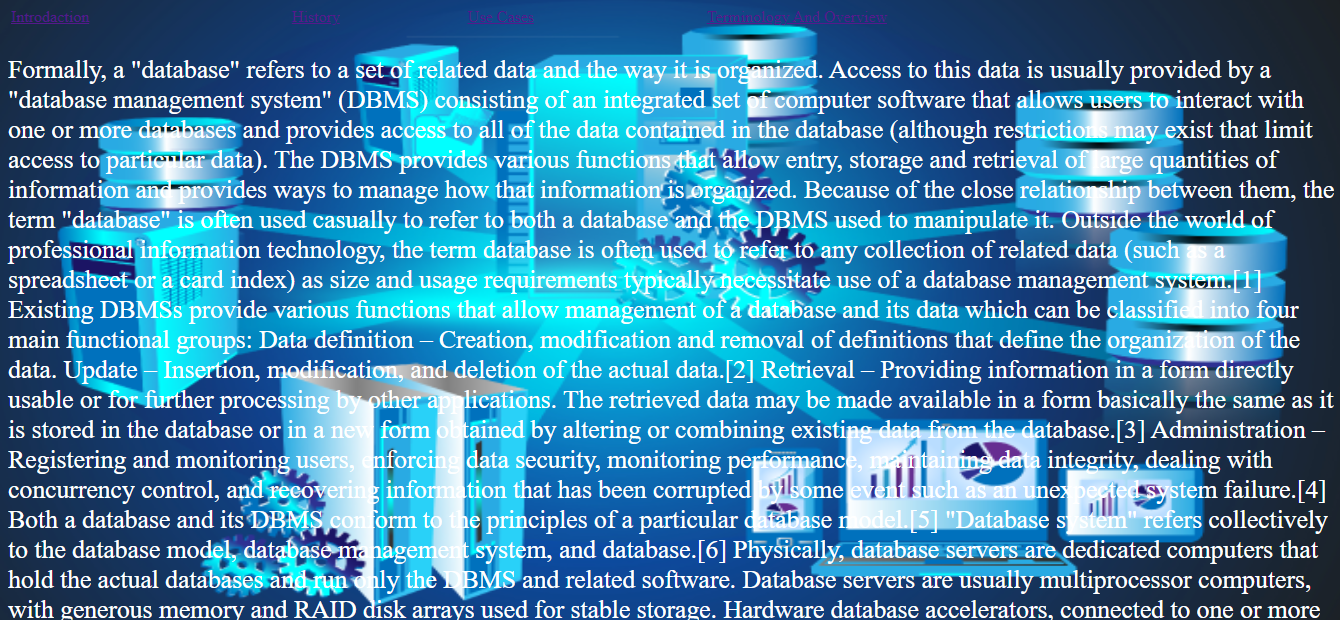 Introdaction History Use Cases Terminology And Overview
Formally, a "database" refers to a set of related data and the way it is organized. Access to this data is usually provided by a
"database management system" (DBMS) consisting of an integrated set of computer software that allows users to interact with
one or more databases and provides access to all of the data contained in the database (although restrictions may exist that limit
access to particular data). The DBMS provides various functions that allow entry, storage and retrieval of large quantities of
information and provides ways to manage how that information is organized. Because of the close relationship between them, the
term "database" is often used casually to refer to both a database and the DBMS used to manipulate it. Outside the world of
professional information technology, the term database is often used to refer to any collection of related data (such as a
spreadsheet or a card index) as size and usage requirements typically necessitate use of a database management system.[1]
Existing DBMSs provide various functions that allow management of a database and its data which can be classified into four
main functional groups: Data definition – Creation, modification and removal of definitions that define the organization of the
data. Update – Insertion, modification, and deletion of the actual data.[2] Retrieval – Providing information in a form directly
usable or for further processing by other applications. The retrieved data may be made available in a form basically the same as it
is stored in the database or in a new form obtained by altering or combining existing data from the database.[3] Administration –
Registering and monitoring users, enforcing data security, monitoring performance, maintaining data integrity, dealing with
concurrency control, and recovering information that has been corrupted by some event such as an unexpected system failure.[4]
Both a database and its DBMS conform to the principles of a particular database model.[5] "Database system" refers collectively
to the database model, database management system, and database.[6] Physically, database servers are dedicated computers that
hold the actual databases and run only the DBMS and related software. Database servers are usually multiprocessor computers,
with generous memory and RAID disk arrays used for stable storage. Hardware database accelerators, connected to one or more